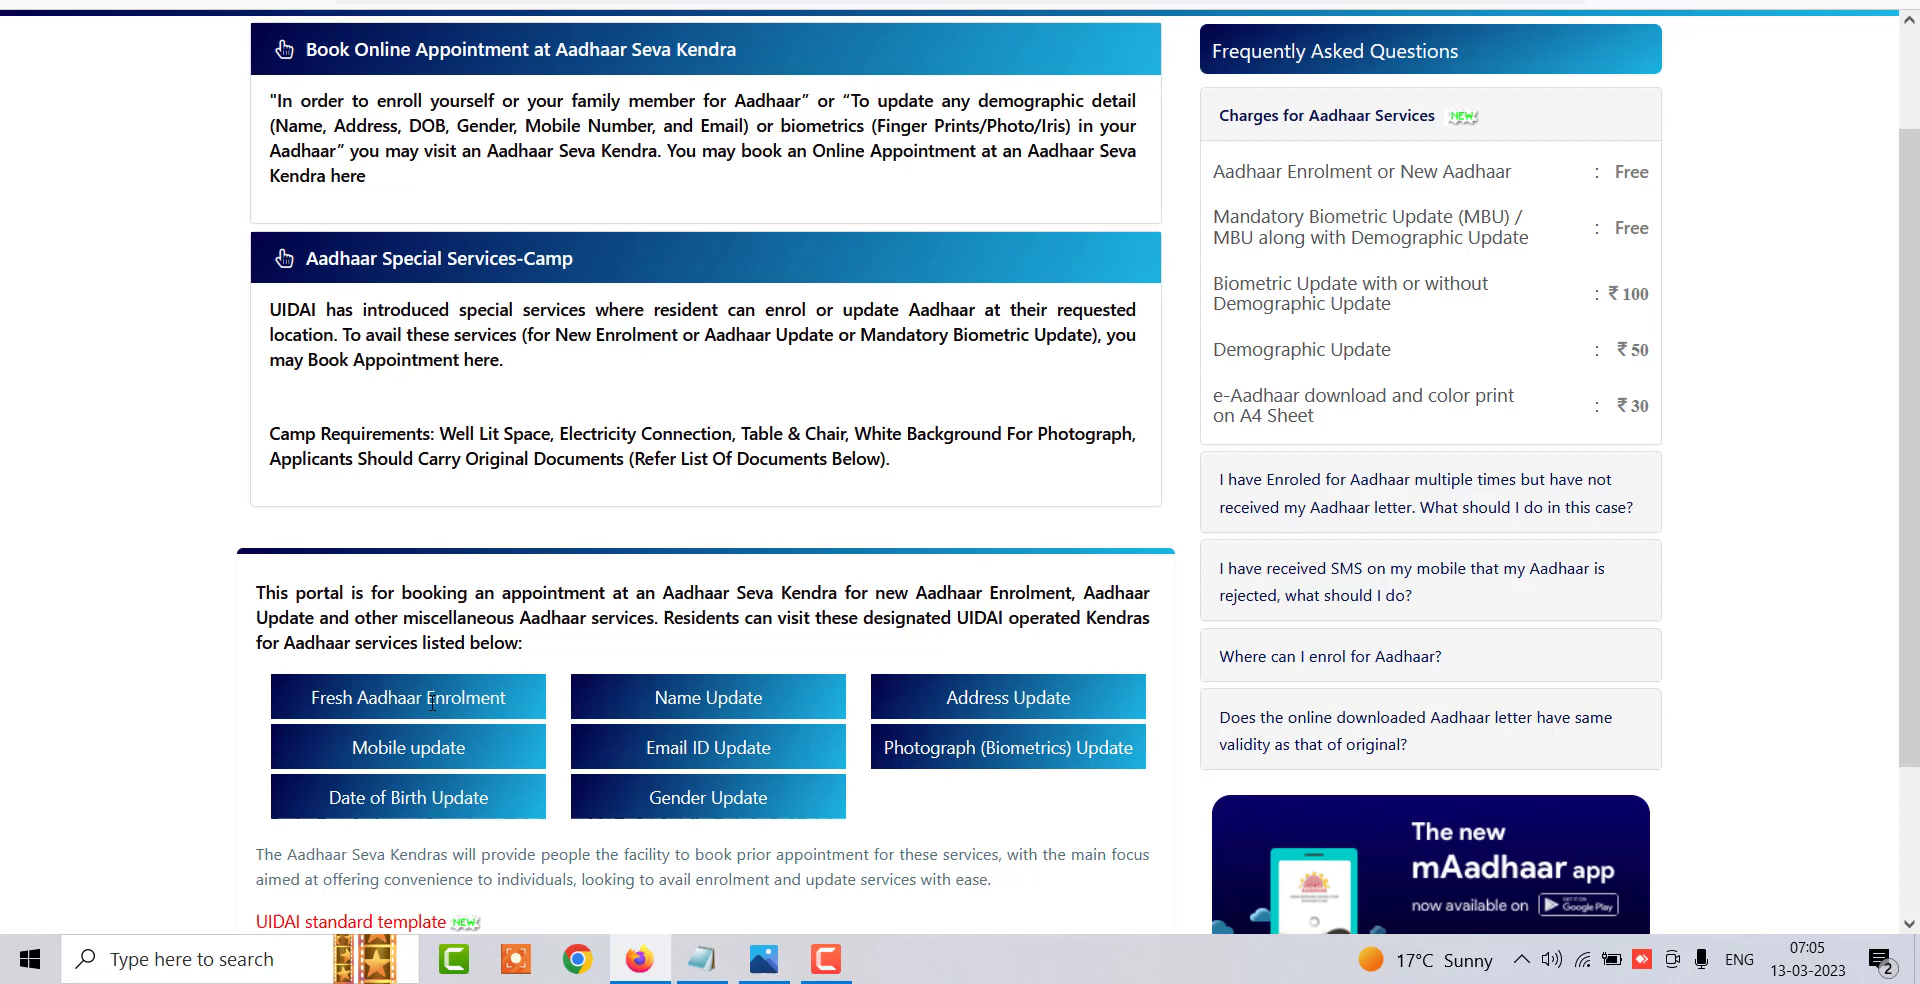 Book Online Appointment at Aadhaar Seva Kendra
"In order to enroll yourself or your family member for Aadhaar” or “To update any demographic detail
(Name, Address, DOB, Gender, Mobile Number, and Email) or biometrics (Finger Prints/Photo/Iris) in your
Aadhaar” you may visit an Aadhaar Seva Kendra. You may book an Online Appointment at an Aadhaar Seva
Kendra here
Aadhaar Special Services-Camp
UIDAI has introduced special services where resident can enrol or update Aadhaar at their requested
location. To avail these services (for New Enrolment or Aadhaar Update or Mandatory Biometric Update), you
may Book Appointment here.
Camp Requirements: Well Lit Space, Electricity Connection, Table & Chair, White Background For Photograph,
Applicants Should Carry Original Documents (Refer List Of Documents Below).
This portal is for booking an appointment at an Aadhaar Seva Kendra for new Aadhaar Enrolment, Aadhaar
Update and other miscellaneous Aadhaar services. Residents can visit these designated UIDAI operated Kendras
for Aadhaar services listed below:
Fresh Aadhaar Enrolment
Name Update
Address Update
Mobile update
Email ID Update
Photograph (Biometrics) Update
Date of Birth Update
Gender Update
The Aadhaar Seva Kendras will provide people the facility to book prior appointment for these services, with the main focus
aimed at offering convenience to individuals, looking to avail enrolment and update services with ease.
UIDAI standard template NEW!
Frequently Asked Questions
Charges for Aadhaar Services NEW!
Aadhaar Enrolment or New Aadhaar : Free
Mandatory Biometric Update (MBU) /
MBU along with Demographic Update : Free
Biometric Update with or without
Demographic Update : ₹ 100
Demographic Update : ₹ 50
e-Aadhaar download and color print
on A4 Sheet : ₹ 30
I have Enroled for Aadhaar multiple times but have not
received my Aadhaar letter. What should I do in this case?
I have received SMS on my mobile that my Aadhaar is
rejected, what should I do?
Where can I enrol for Aadhaar?
Does the online downloaded Aadhaar letter have same
validity as that of original?
The new
mAadhaar app
now available on GET IT ON Google Play
Type here to search
17°C Sunny
ENG
07:05
13-03-2023
2